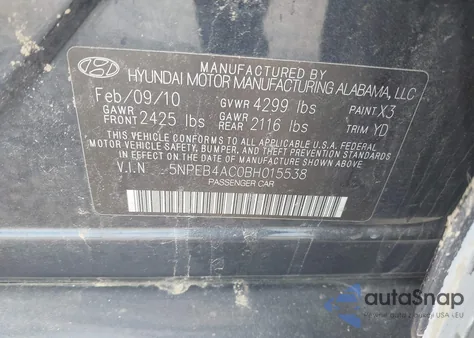 MANUFACTURED BY
HYUNDAI MOTOR MANUFACTURING ALABAMA, LLC
Feb/09/10 GVWR 4299 lbs PAINT X3
GAWR FRONT 2425 lbs GAWR REAR 2116 lbs TRIM YD
THIS VEHICLE CONFORMS TO ALL APPLICABLE U.S.A. FEDERAL
MOTOR VEHICLE SAFETY, BUMPER, AND THEFT PREVENTION STANDARDS
IN EFFECT ON THE DATE OF MANUFACTURE SHOWN ABOVE.
V.I.N 5NPEB4AC0BH015538
PASSENGER CAR
autoSnap